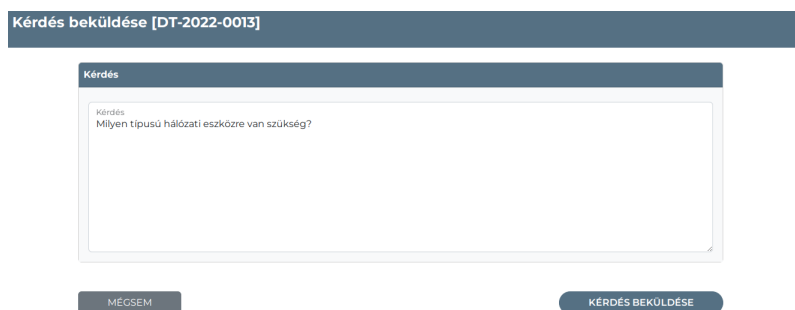 Kérdés beküldése [DT-2022-0013]
Kérdés
Kérdés
Milyen típusú hálózati eszközre van szükség?
MÉGSEM
KÉRDÉS BEKÜLDÉSE